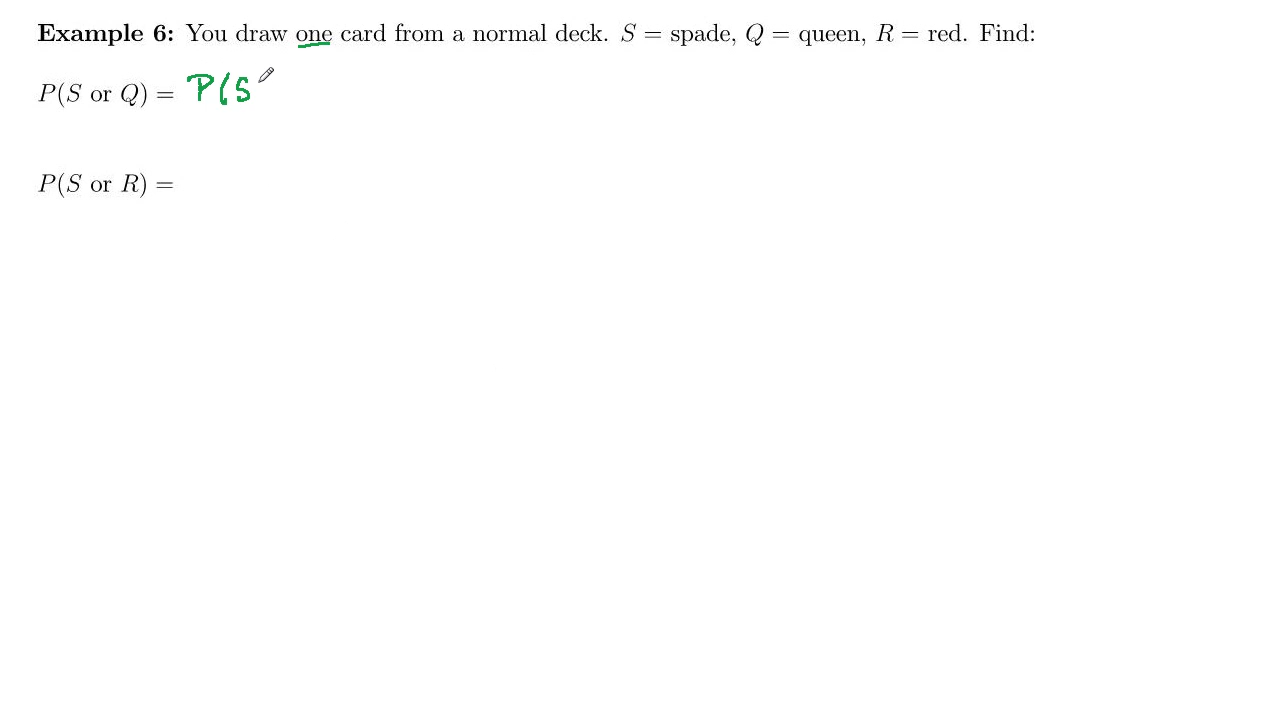 Example 6: You draw one card from a normal deck. S = spade, Q = queen, R = red. Find:
P(S or Q) = P(S
P(S or R) =